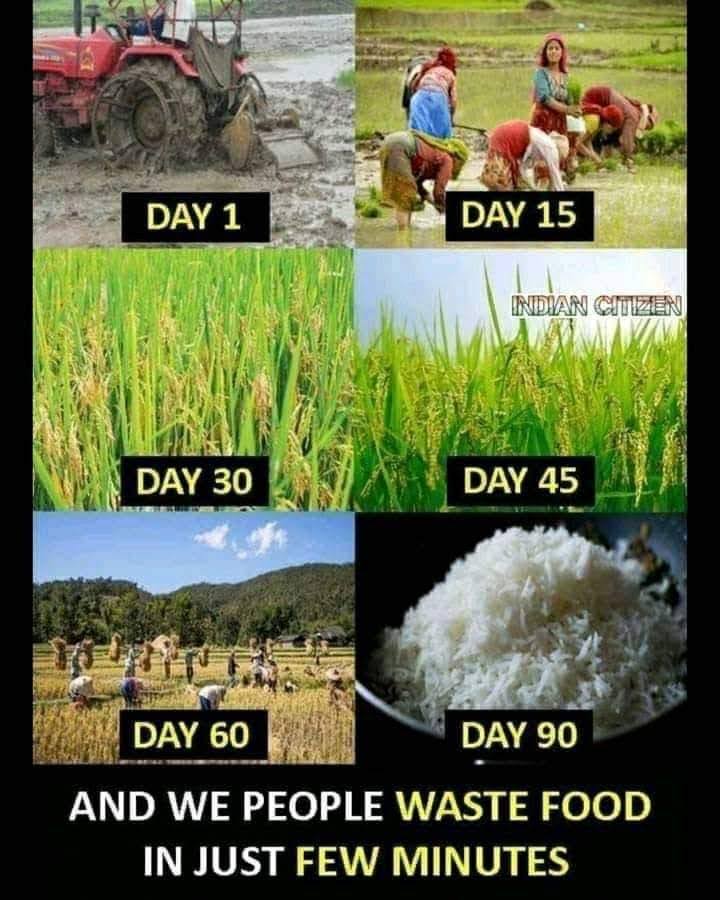 DAY 1
DAY 15
INDIAN CITIZEN
DAY 30
DAY 45
DAY 60
DAY 90
AND WE PEOPLE WASTE FOOD
IN JUST FEW MINUTES